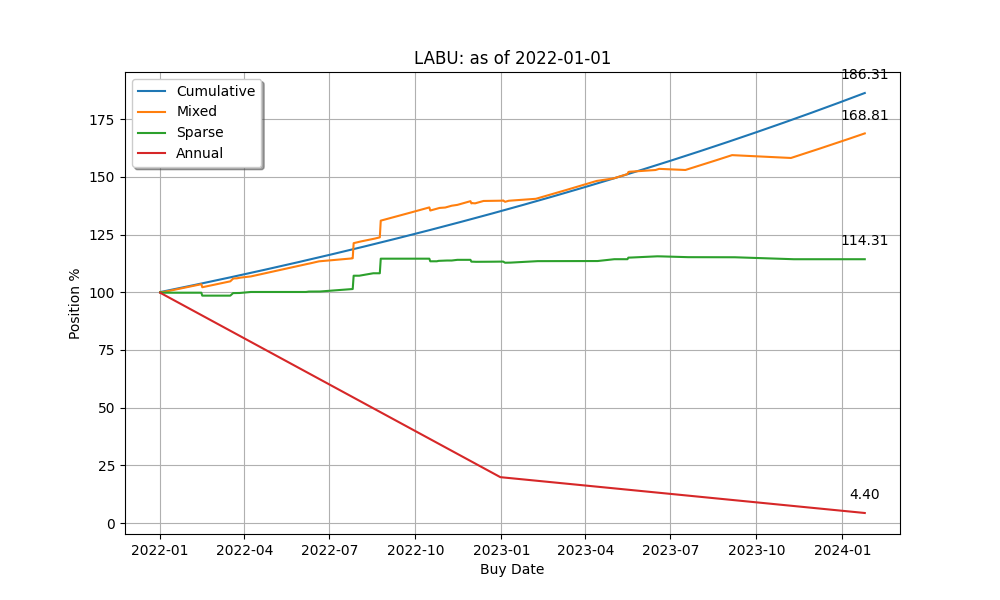 LABU: as of 2022-01-01
186.31
Cumulative
Mixed
Sparse
Annual
168.81
175
150
125
114.31
100
75
50
25
4.40
0
Position %
2022-01 2022-04 2022-07 2022-10 2023-01 2023-04 2023-07 2023-10 2024-01
Buy Date